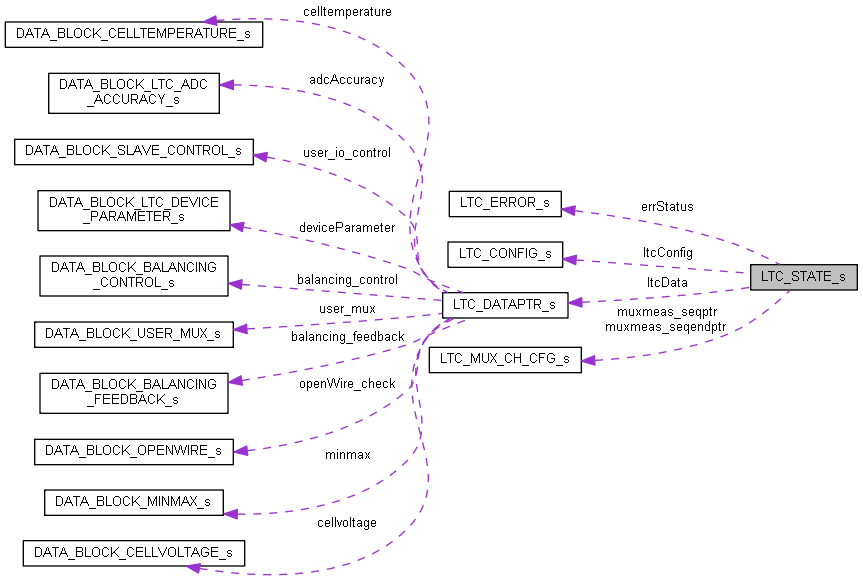 celltemperature
DATA_BLOCK_CELLTEMPERATURE_s
adcAccuracy
DATA_BLOCK_LTC_ADC
_ACCURACY_s
user_io_control
DATA_BLOCK_SLAVE_CONTROL_s
DATA_BLOCK_LTC_DEVICE
_PARAMETER_s
deviceParameter
LTC_ERROR_s
errStatus
LTC_CONFIG_s
ltcConfig
DATA_BLOCK_BALANCING
_CONTROL_s
balancing_control
ltcData
LTC_STATE_s
LTC_DATAPTR_s
user_mux
muxmeas_seqptr
muxmeas_seqendptr
DATA_BLOCK_USER_MUX_s
balancing_feedback
LTC_MUX_CH_CFG_s
DATA_BLOCK_BALANCING
_FEEDBACK_s
openWire_check
DATA_BLOCK_OPENWIRE_s
minmax
DATA_BLOCK_MINMAX_s
cellvoltage
DATA_BLOCK_CELLVOLTAGE_s